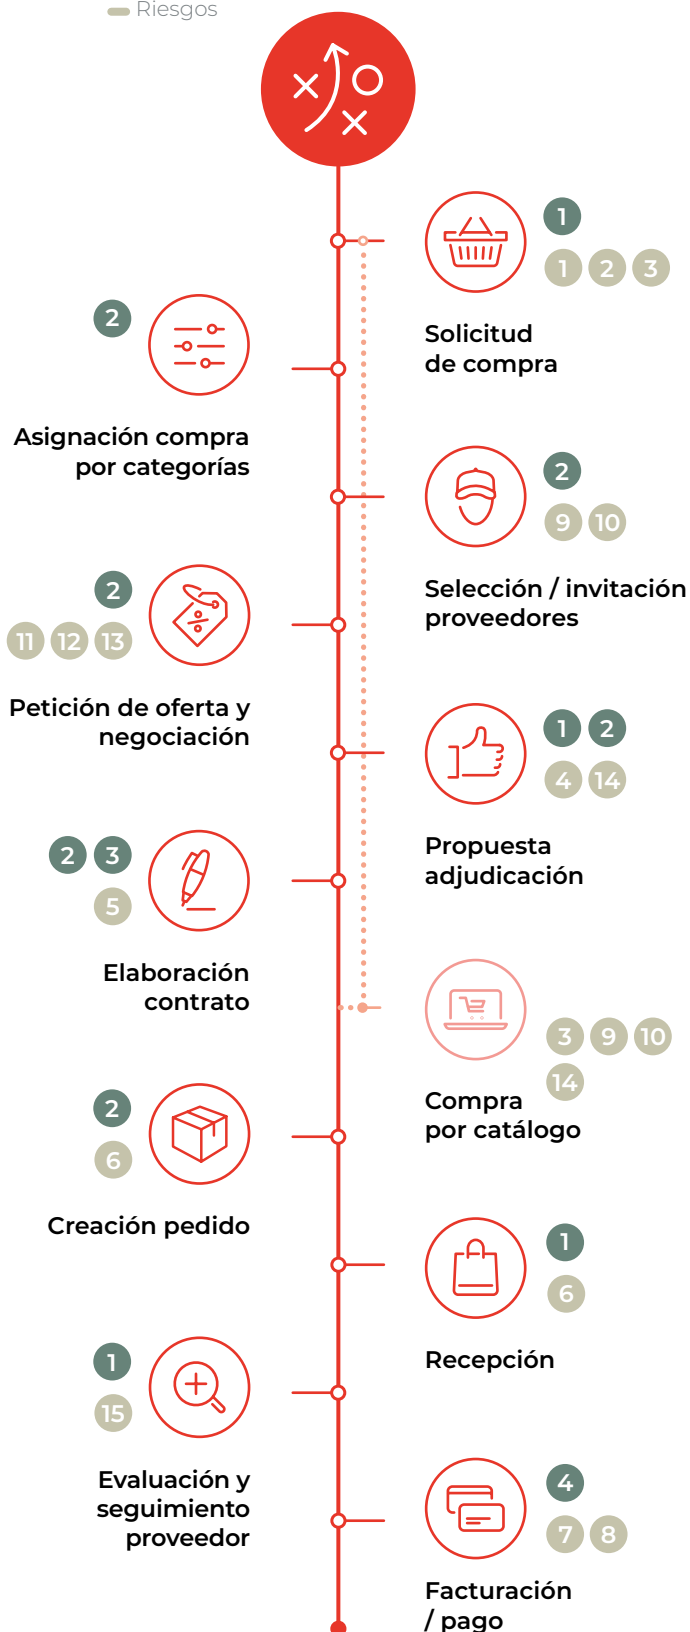 Riesgos
1
1 2 3
Solicitud
de compra
2
Asignación compra
por categorías
2
9 10
Selección / invitación
proveedores
2
11 12 13
Petición de oferta y
negociación
1 2
4 14
Propuesta
adjudicación
2 3
5
Elaboración
contrato
3 9 10
14
Compra
por catálogo
2
6
Creación pedido
1
6
Recepción
1
15
Evaluación y
seguimiento
proveedor
4
7 8
Facturación
/ pago